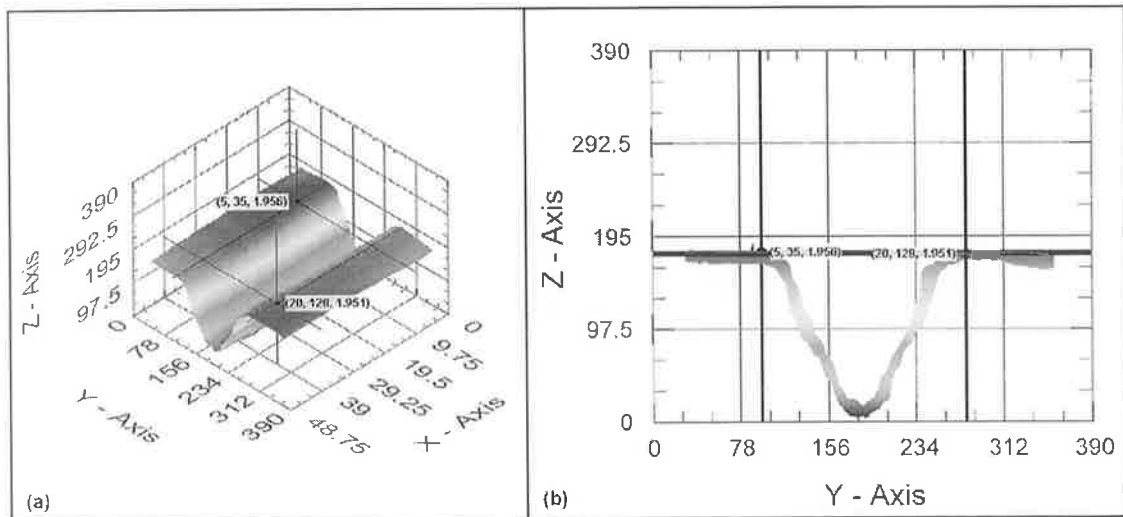 390
292.5
195
97.5
0
Z - Axis
(5, 35, 1.956)
(20, 128, 1.951)
0
78
156
234
312
390
Y - Axis
0
9.75
19.5
29.25
39
48.75
X - Axis
(a)
390
292.5
195
97.5
0
Z - Axis
(5, 35, 1.956)
(20, 128, 1.951)
0
78
156
234
312
390
Y - Axis
(b)